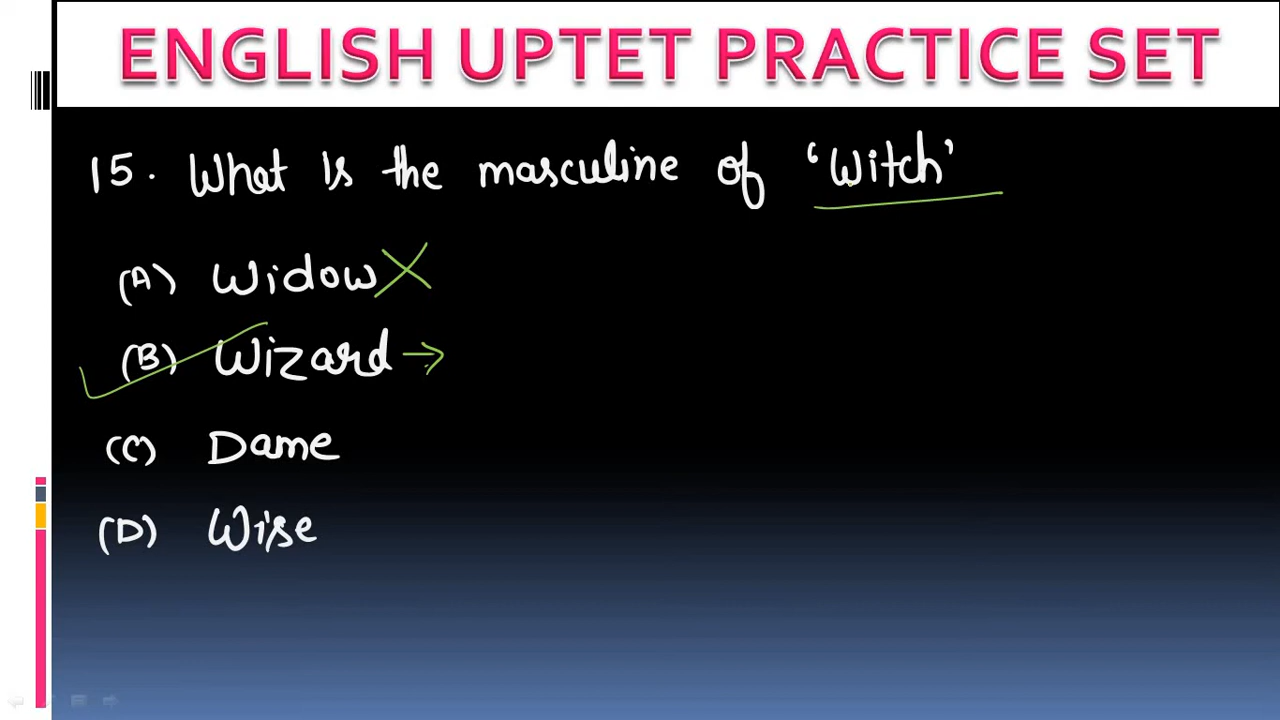 ENGLISH UPTET PRACTICE SET
15. What is the masculine of 'Witch'
(A) Widow
(B) Wizard →
(C) Dame
(D) Wise